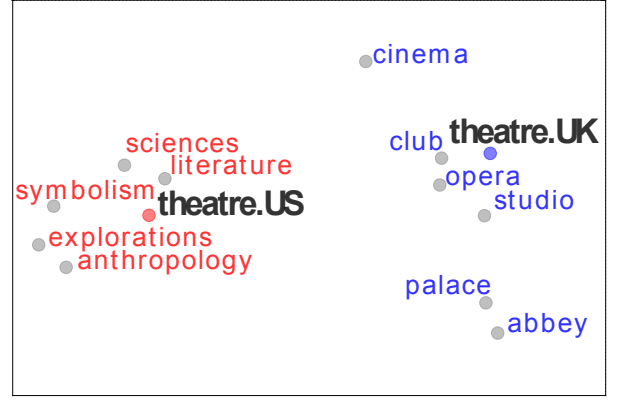 cinema
theatre.UK
club
sciences
literature
opera
symbolism
theatre.US
studio
explorations
anthropology
palace
abbey